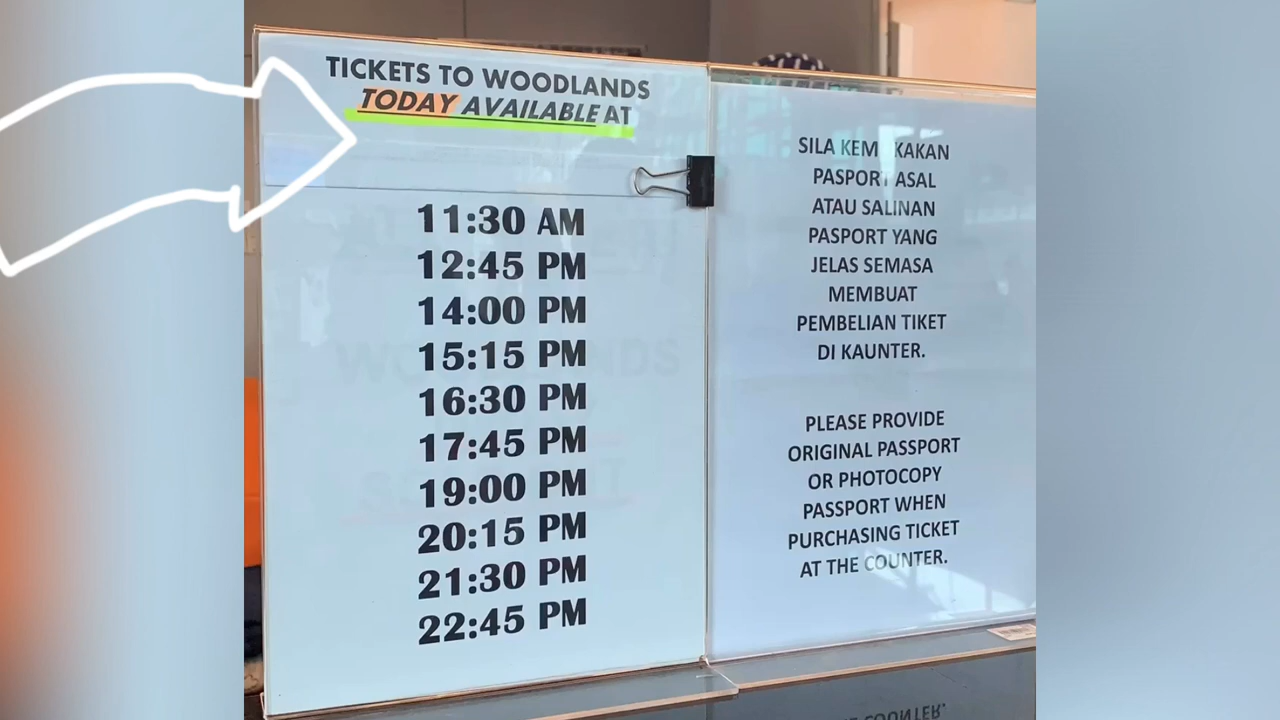 TICKETS TO WOODLANDS
TODAY AVAILABLE AT
11:30 AM
12:45 PM
14:00 PM
15:15 PM
16:30 PM
17:45 PM
19:00 PM
20:15 PM
21:30 PM
22:45 PM
SILA KEMUKAKAN
PASPORT ASAL
ATAU SALINAN
PASPORT YANG
JELAS SEMASA
MEMBUAT
PEMBELIAN TIKET
DI KAUNTER.
PLEASE PROVIDE
ORIGINAL PASSPORT
OR PHOTOCOPY
PASSPORT WHEN
PURCHASING TICKET
AT THE COUNTER.